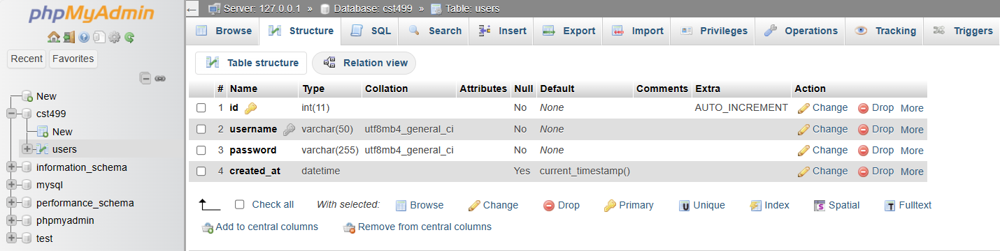 phpMyAdmin
Recent Favorites
New
cst499
New
users
information_schema
mysql
performance_schema
phpmyadmin
test
Server: 127.0.0.1 » Database: cst499 » Table: users
Browse Structure SQL Search Insert Export Import Privileges Operations Tracking Triggers
Table structure Relation view
# Name Type Collation Attributes Null Default Comments Extra Action
1 id int(11) No None AUTO_INCREMENT Change Drop More
2 username varchar(50) utf8mb4_general_ci No None Change Drop More
3 password varchar(255) utf8mb4_general_ci No None Change Drop More
4 created_at datetime Yes current_timestamp() Change Drop More
Check all With selected: Browse Change Drop Primary Unique Index Spatial Fulltext
Add to central columns Remove from central columns